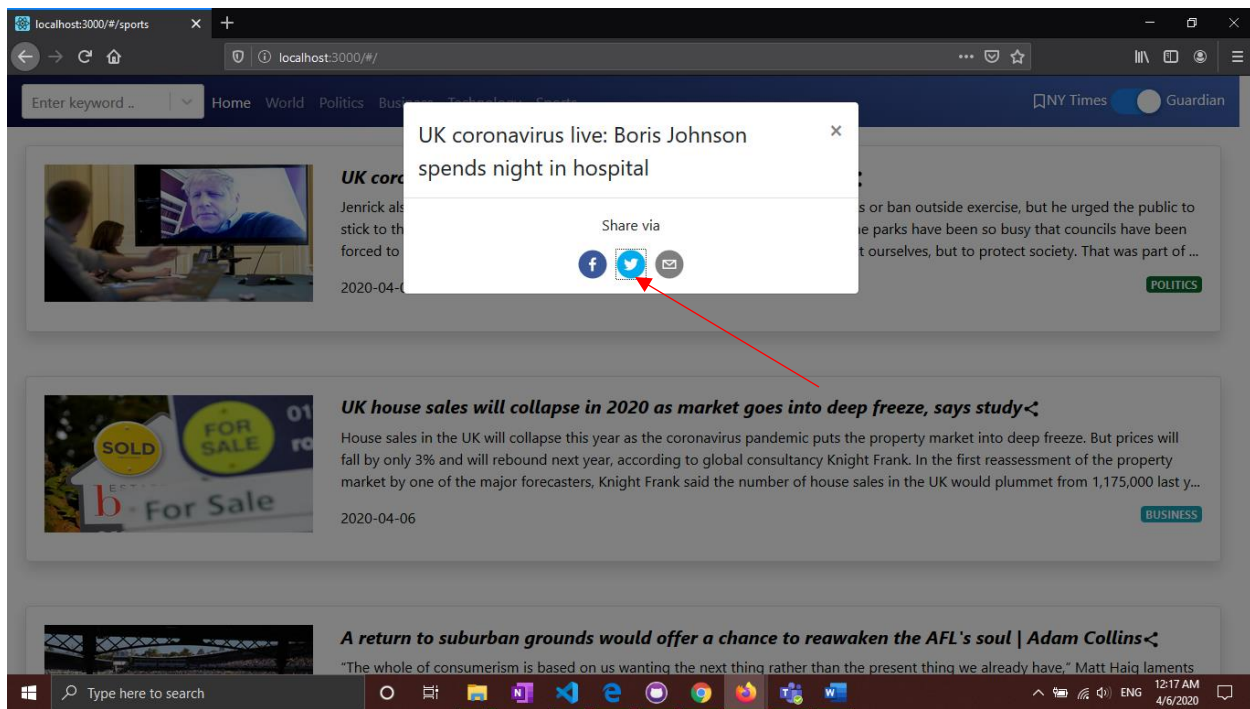 localhost:3000/#/sports
localhost:3000/#/
Enter keyword ..
Home World Politics Business Technology Sports
NY Times Guardian
UK coronavirus live: Boris Johnson
spends night in hospital
×
Share via
UK coro
Jenrick als
s or ban outside exercise, but he urged the public to
stick to th
e parks have been so busy that councils have been
forced to
t ourselves, but to protect society. That was part of ...
2020-04-0
POLITICS
SOLD
FOR
SALE
01
ro
b
For Sale
UK house sales will collapse in 2020 as market goes into deep freeze, says study
House sales in the UK will collapse this year as the coronavirus pandemic puts the property market into deep freeze. But prices will
fall by only 3% and will rebound next year, according to global consultancy Knight Frank. In the first reassessment of the property
market by one of the major forecasters, Knight Frank said the number of house sales in the UK would plummet from 1,175,000 last y...
2020-04-06
BUSINESS
A return to suburban grounds would offer a chance to reawaken the AFL's soul | Adam Collins
“The whole of consumerism is based on us wanting the next thing rather than the present thing we already have,” Matt Haig laments
Type here to search
ENG
12:17 AM
4/6/2020